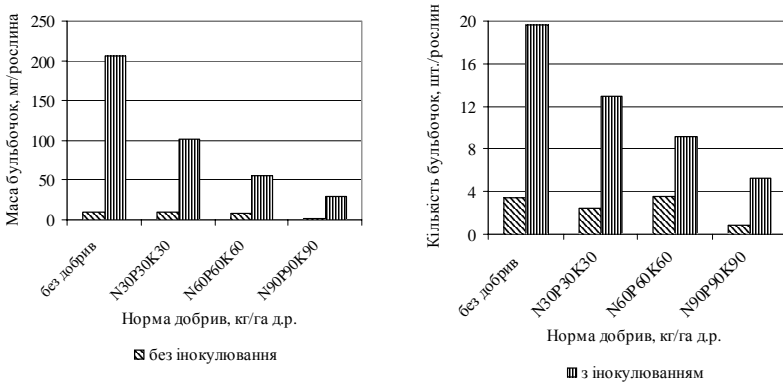 Маса бульбочок, мг/рослина
250
200
150
100
50
0
без добрив
N30P30K30
N60P60K60
N90P90K90
Норма добрив, кг/га д.р.
без інокулювання
Кількість бульбочок, шт./рослин
20
16
12
8
4
0
без добрив
N30P30K30
N60P60K60
N90P90K90
Норма добрив, кг/га д.р.
з інокулюванням